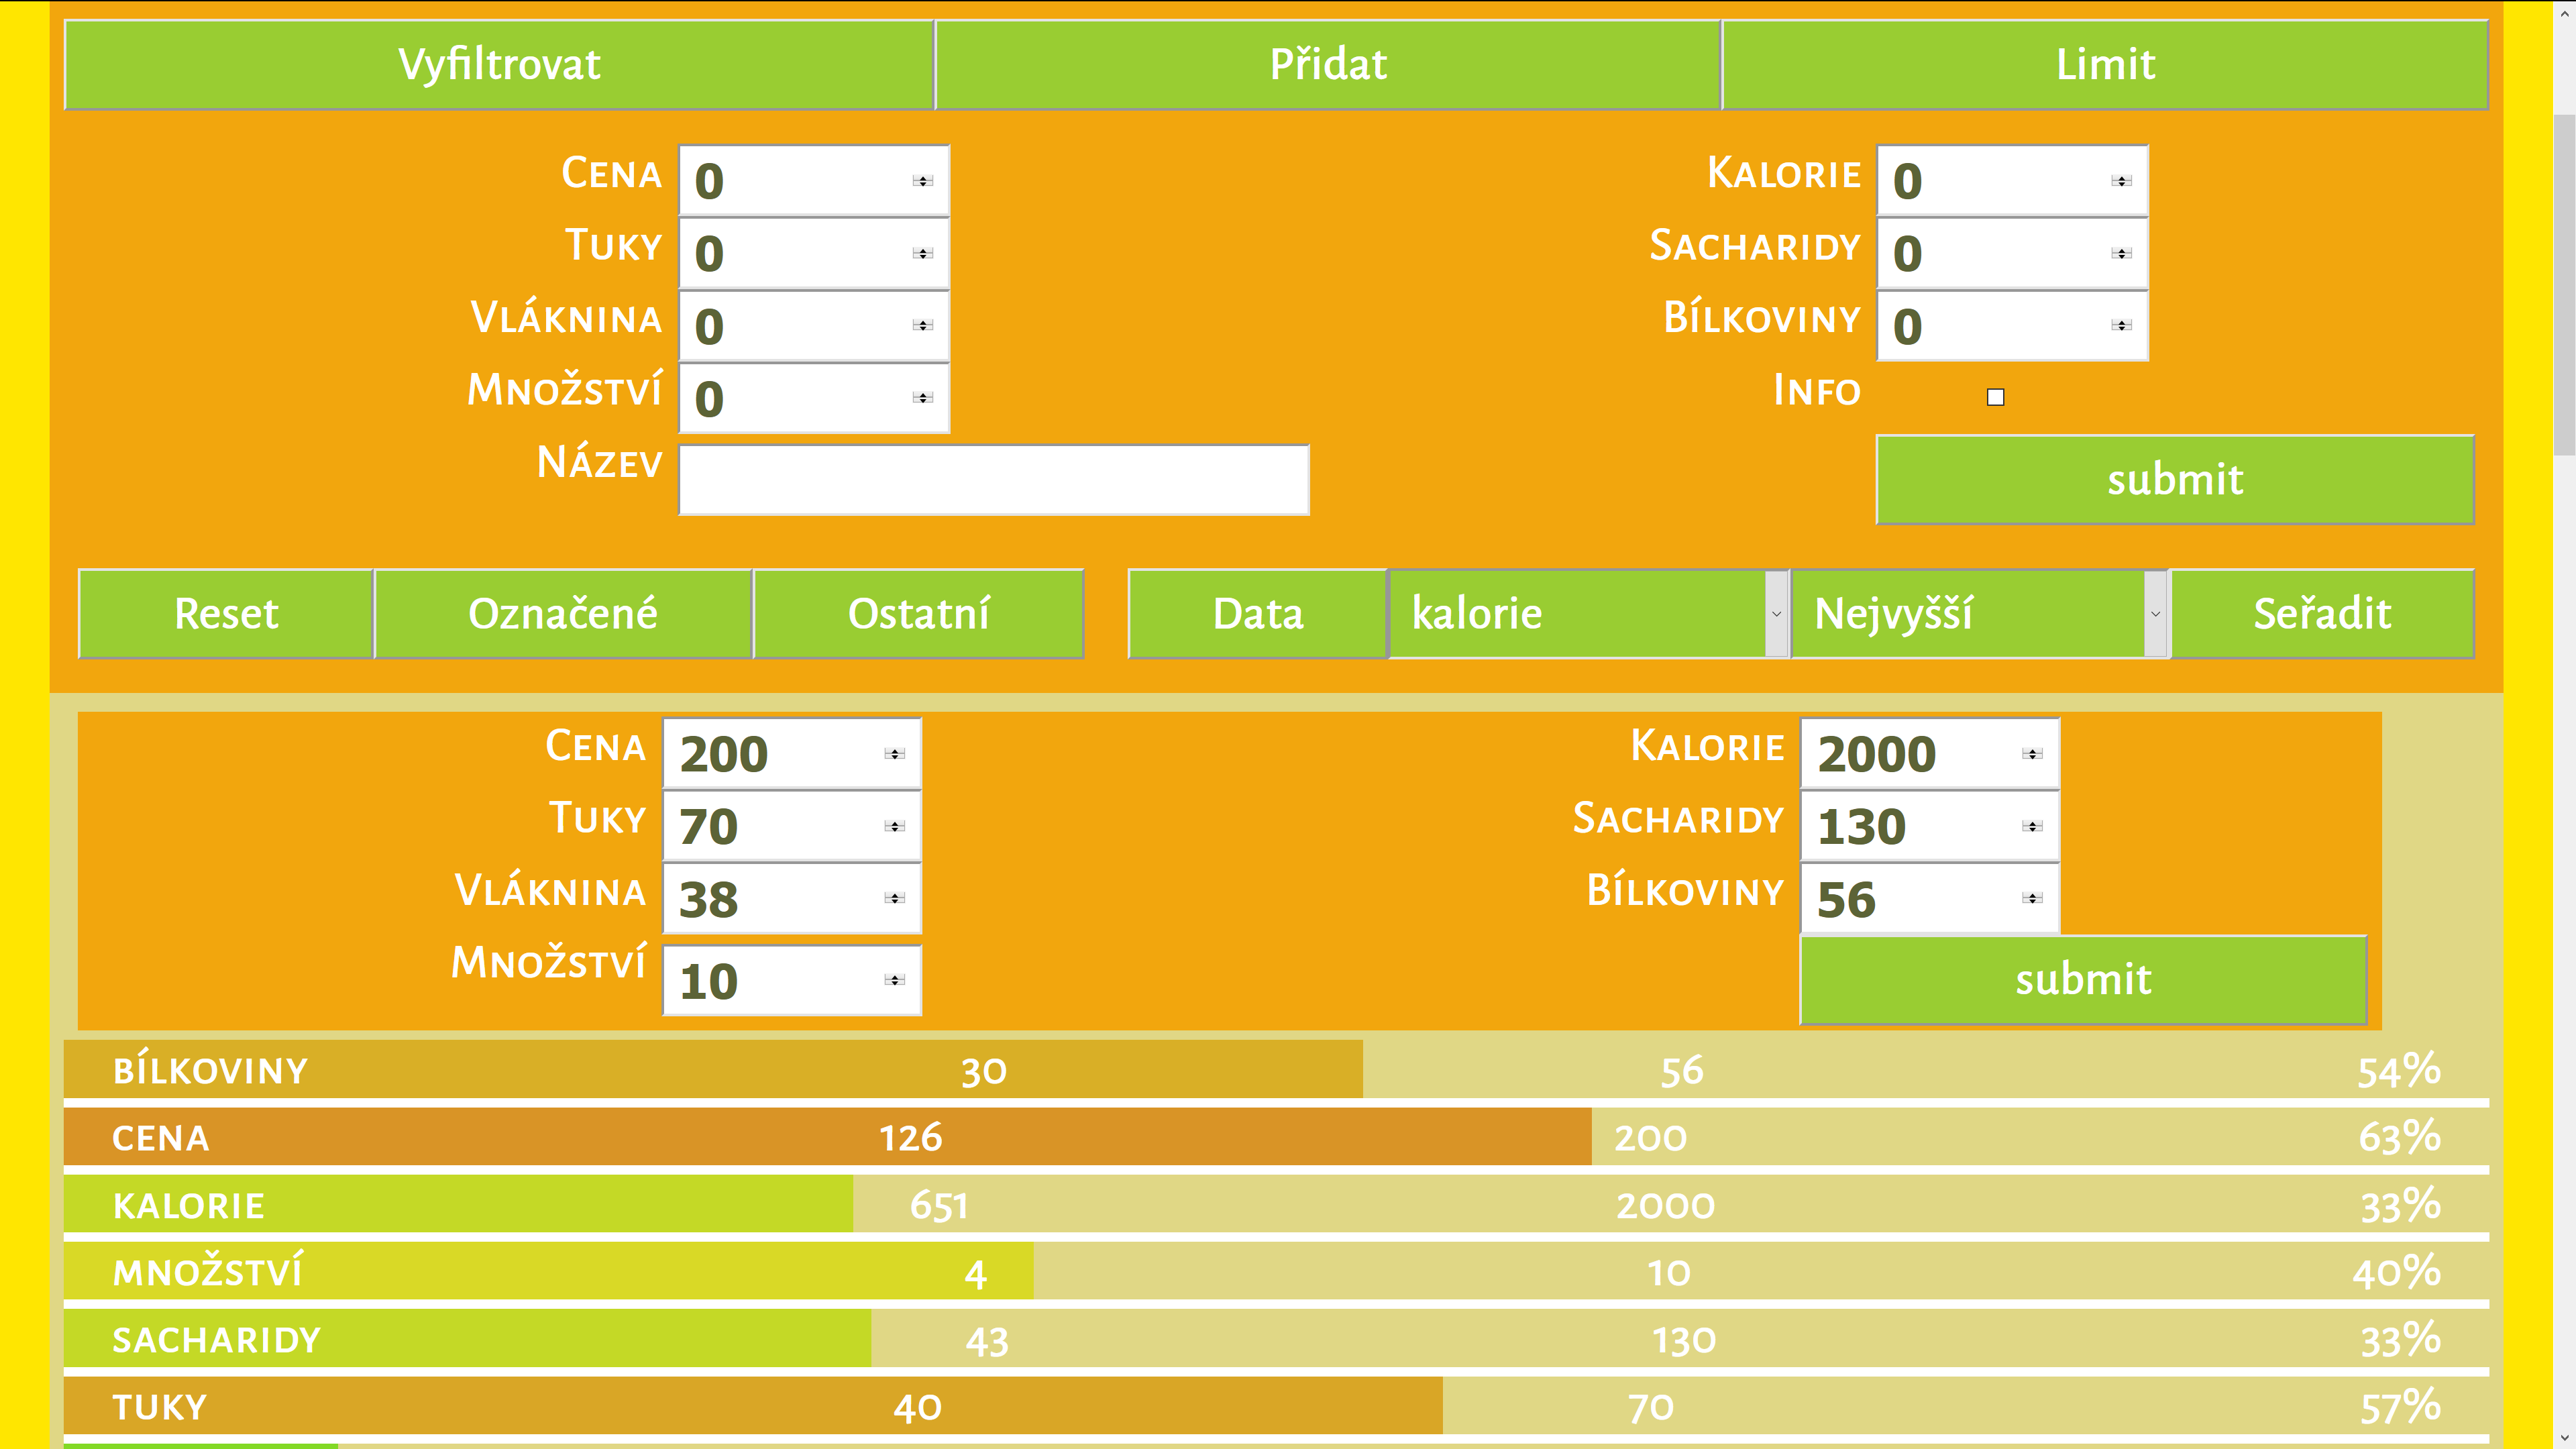 Vyfiltrovat Přidat Limit
Cena 0 Kalorie 0
Tuky 0 Sacharidy 0
Vláknina 0 Bílkoviny 0
Množství 0 Info
Název submit
Reset Označené Ostatní Data kalorie Nejvyšší Seřadit
Cena 200 Kalorie 2000
Tuky 70 Sacharidy 130
Vláknina 38 Bílkoviny 56
Množství 10 submit
bílkoviny 30 56 54%
cena 126 200 63%
kalorie 651 2000 33%
množství 4 10 40%
sacharidy 43 130 33%
tuky 40 70 57%